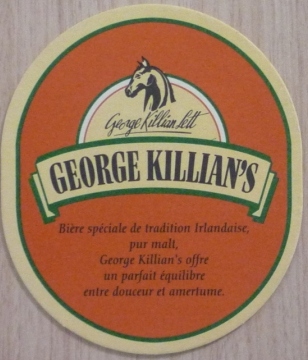 George Killian Lett
GEORGE KILLIAN'S
Bière spéciale de tradition Irlandaise,
pur malt,
George Killian's offre
un parfait équilibre
entre douceur et amertume.